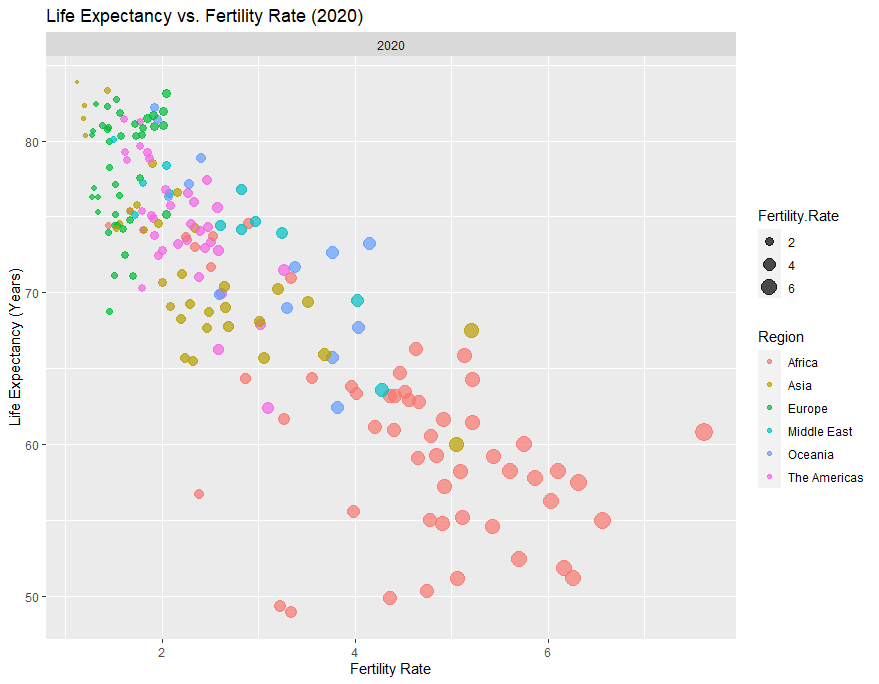 Life Expectancy vs. Fertility Rate (2020)
2020
80
70
60
50
Life Expectancy (Years)
2
4
6
Fertility Rate
Fertility.Rate
2
4
6
Region
Africa
Asia
Europe
Middle East
Oceania
The Americas